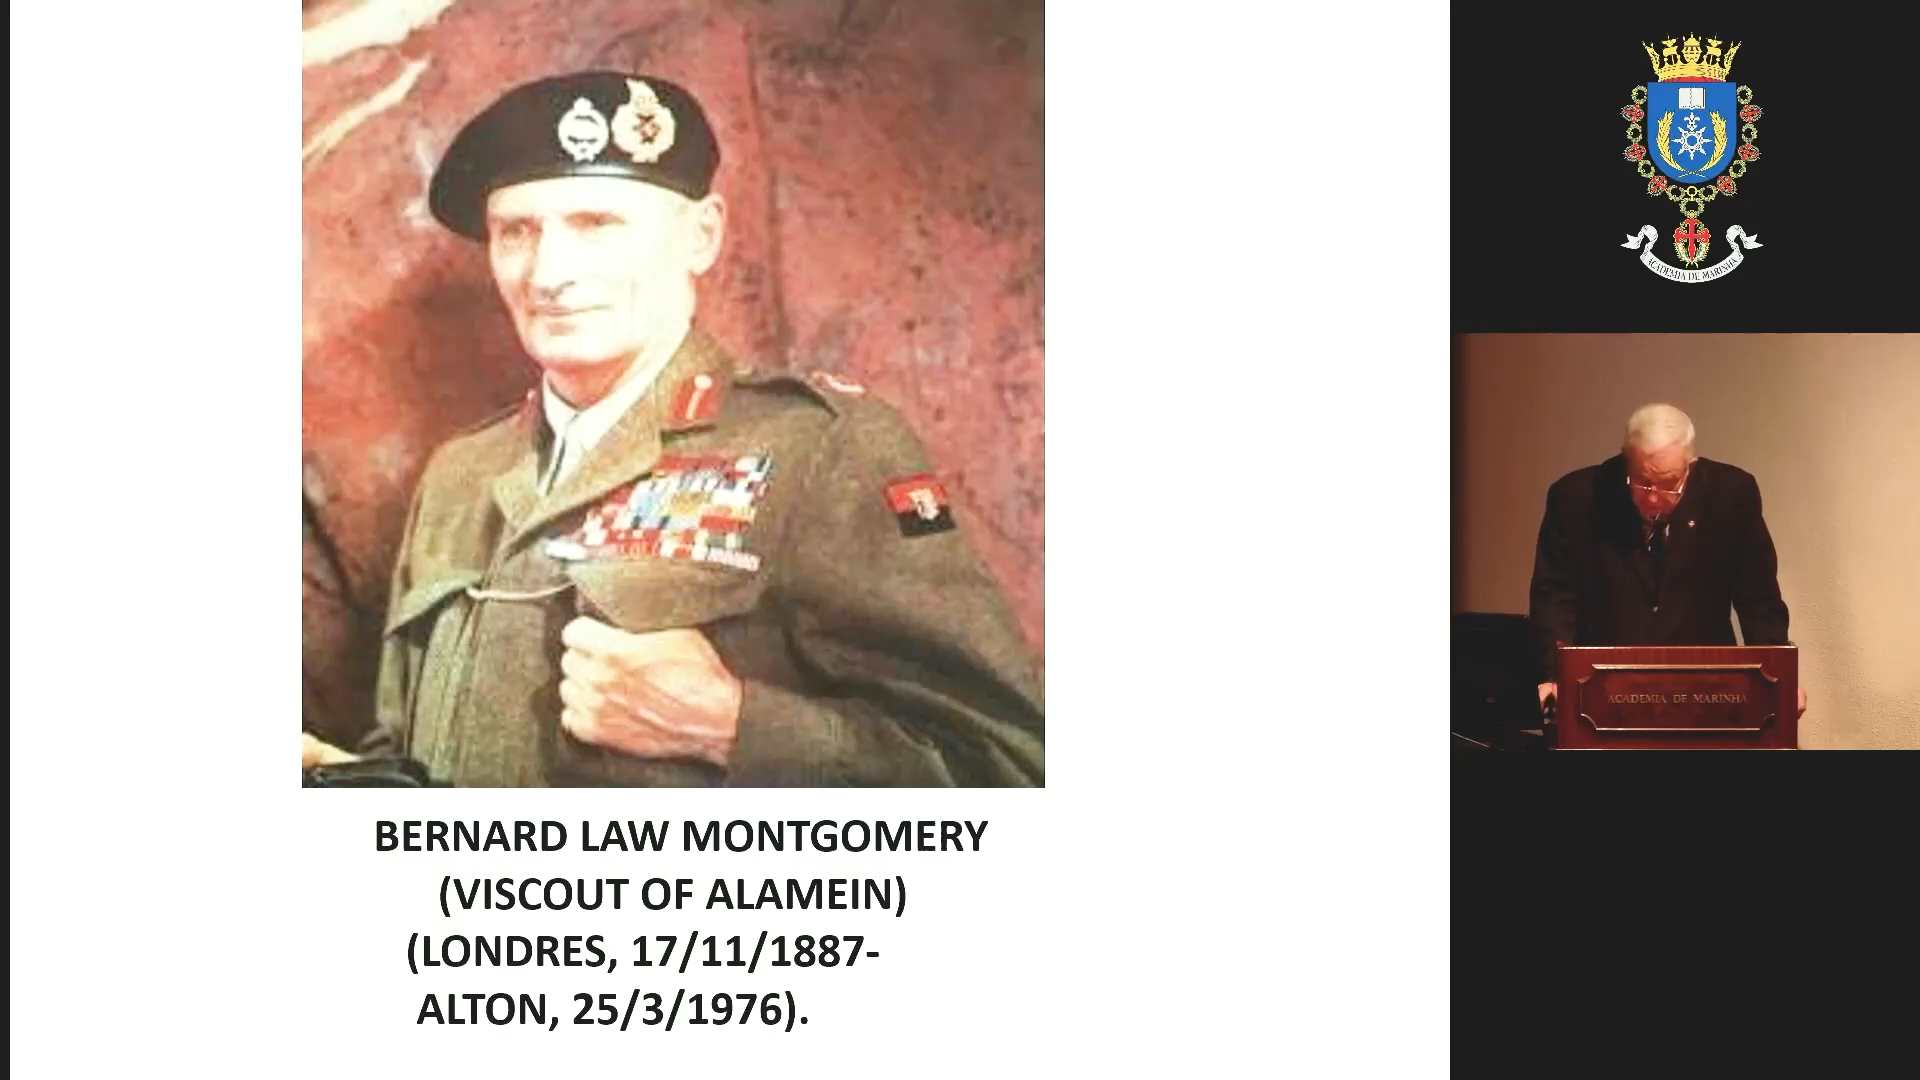 BERNARD LAW MONTGOMERY
(VISCOUT OF ALAMEIN)
(LONDRES, 17/11/1887-
ALTON, 25/3/1976).
ACADEMIA DE MARINHA
ACADEMIA DE MARINHA